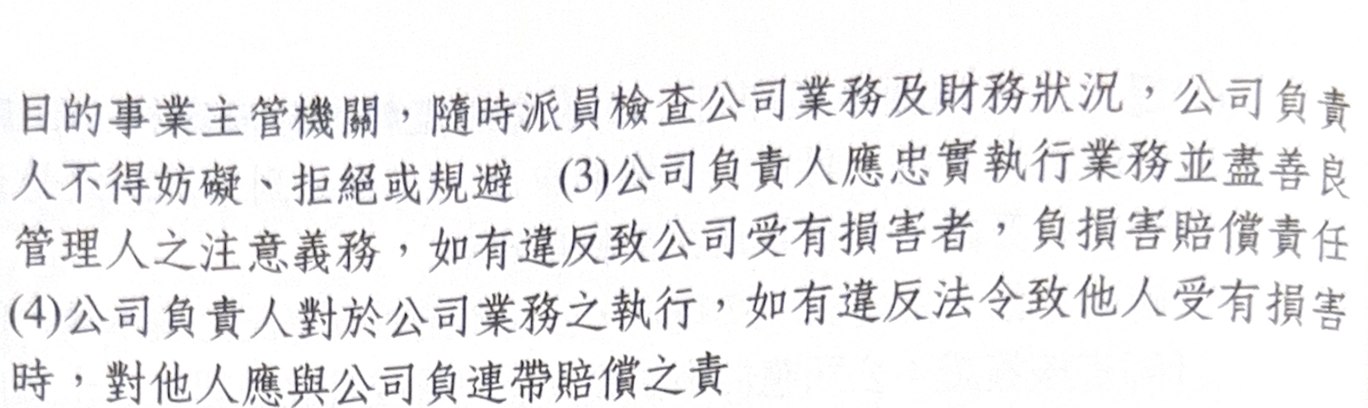 目的事業主管機關，隨時派員檢查公司業務及財務狀況，公司負責
人不得妨礙、拒絕或規避　(3)公司負責人應忠實執行業務並盡善良
管理人之注意義務，如有違反致公司受有損害者，負損害賠償責任
(4)公司負責人對於公司業務之執行，如有違反法令致他人受有損害
時，對他人應與公司負連帶賠償之責